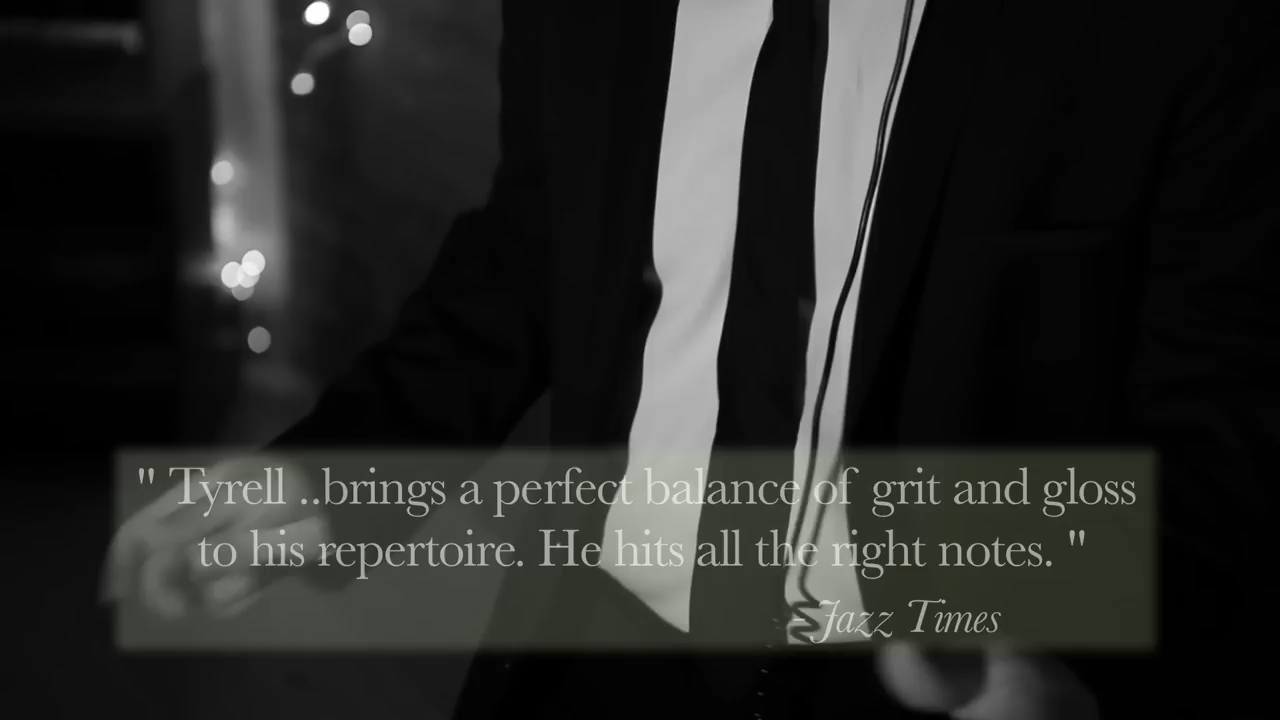 " Tyrell ..brings a perfect balance of grit and gloss
to his repertoire. He hits all the right notes. "
Jazz Times